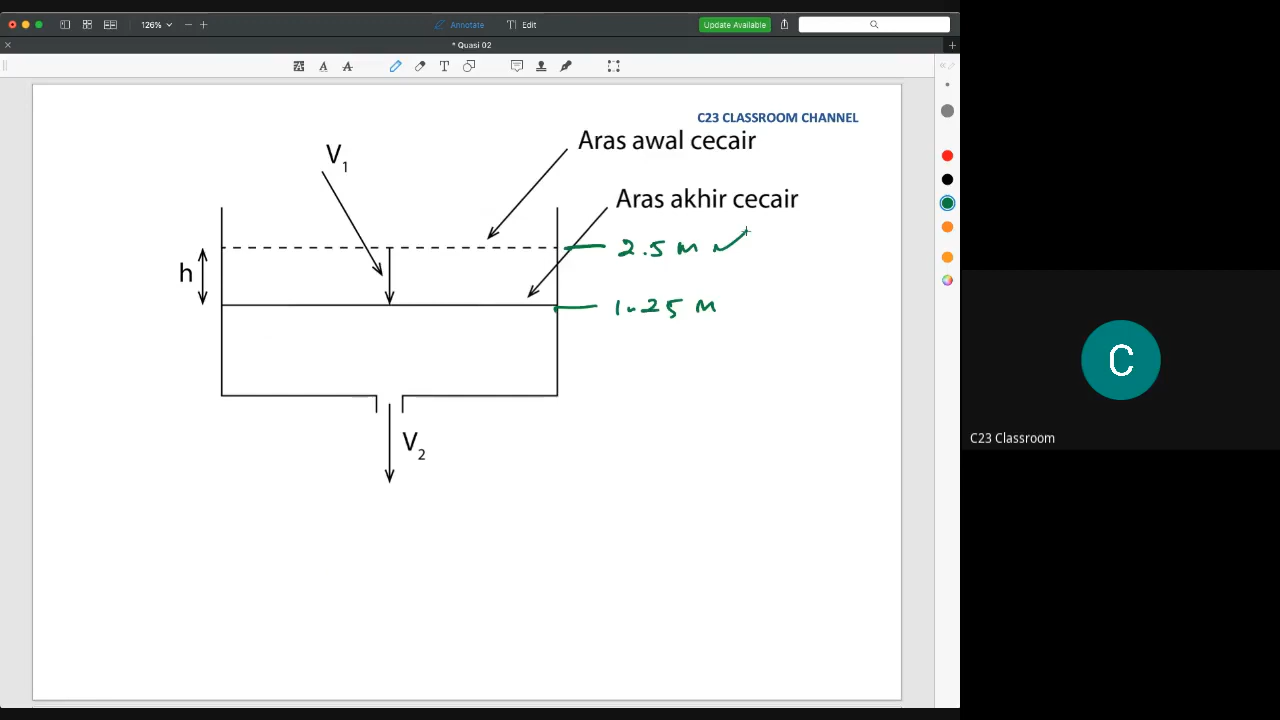 126%
Annotate
Edit
Update Available
* Quasi 02
C23 CLASSROOM CHANNEL
Aras awal cecair
V1
Aras akhir cecair
2.5 m
h
1.25 m
V2
C
C23 Classroom